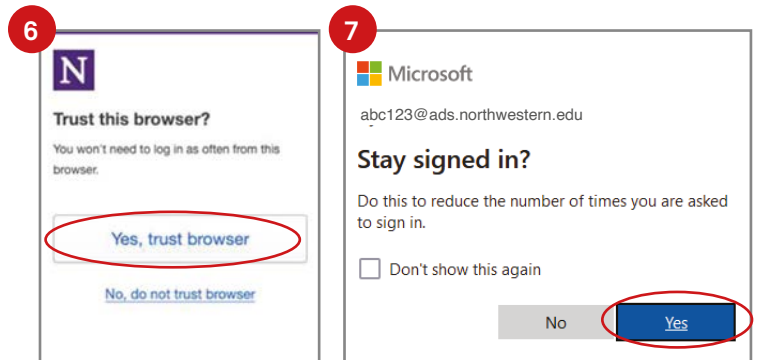 6
N
Trust this browser?
You won't need to log in as often from this
browser.
Yes, trust browser
No, do not trust browser
7
Microsoft
abc123@ads.northwestern.edu
Stay signed in?
Do this to reduce the number of times you are asked
to sign in.
Don't show this again
No
Yes